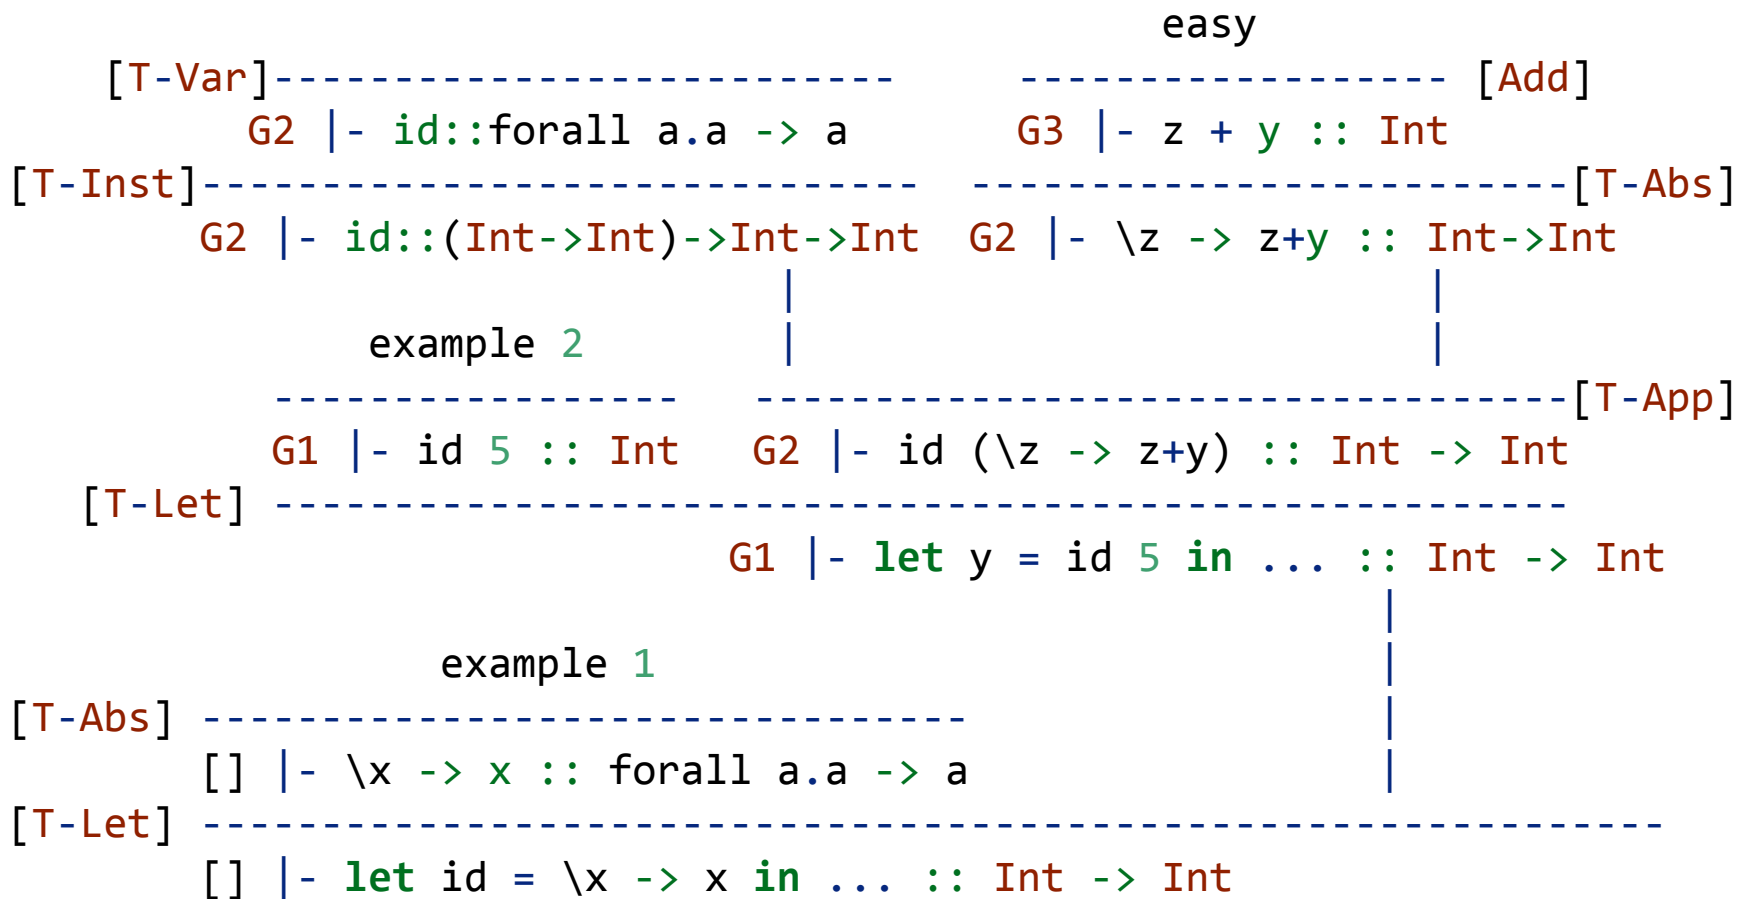 easy
[T-Var]--------------------------     ------------------ [Add]
G2 |- id::forall a.a -> a       G3 |- z + y :: Int
[T-Inst]------------------------------  -------------------------[T-Abs]
G2 |- id::(Int->Int)->Int->Int  G2 |- \z -> z+y :: Int->Int
|                          |
example 2        |                          |
-----------------   ----------------------------------[T-App]
G1 |- id 5 :: Int   G2 |- id (\z -> z+y) :: Int -> Int
[T-Let] ------------------------------------------------------
G1 |- let y = id 5 in ... :: Int -> Int
|
example 1                              |
[T-Abs] --------------------------------                 |
[] |- \x -> x :: forall a.a -> a                 |
[T-Let] -------------------------------------------------------------
[] |- let id = \x -> x in ... :: Int -> Int